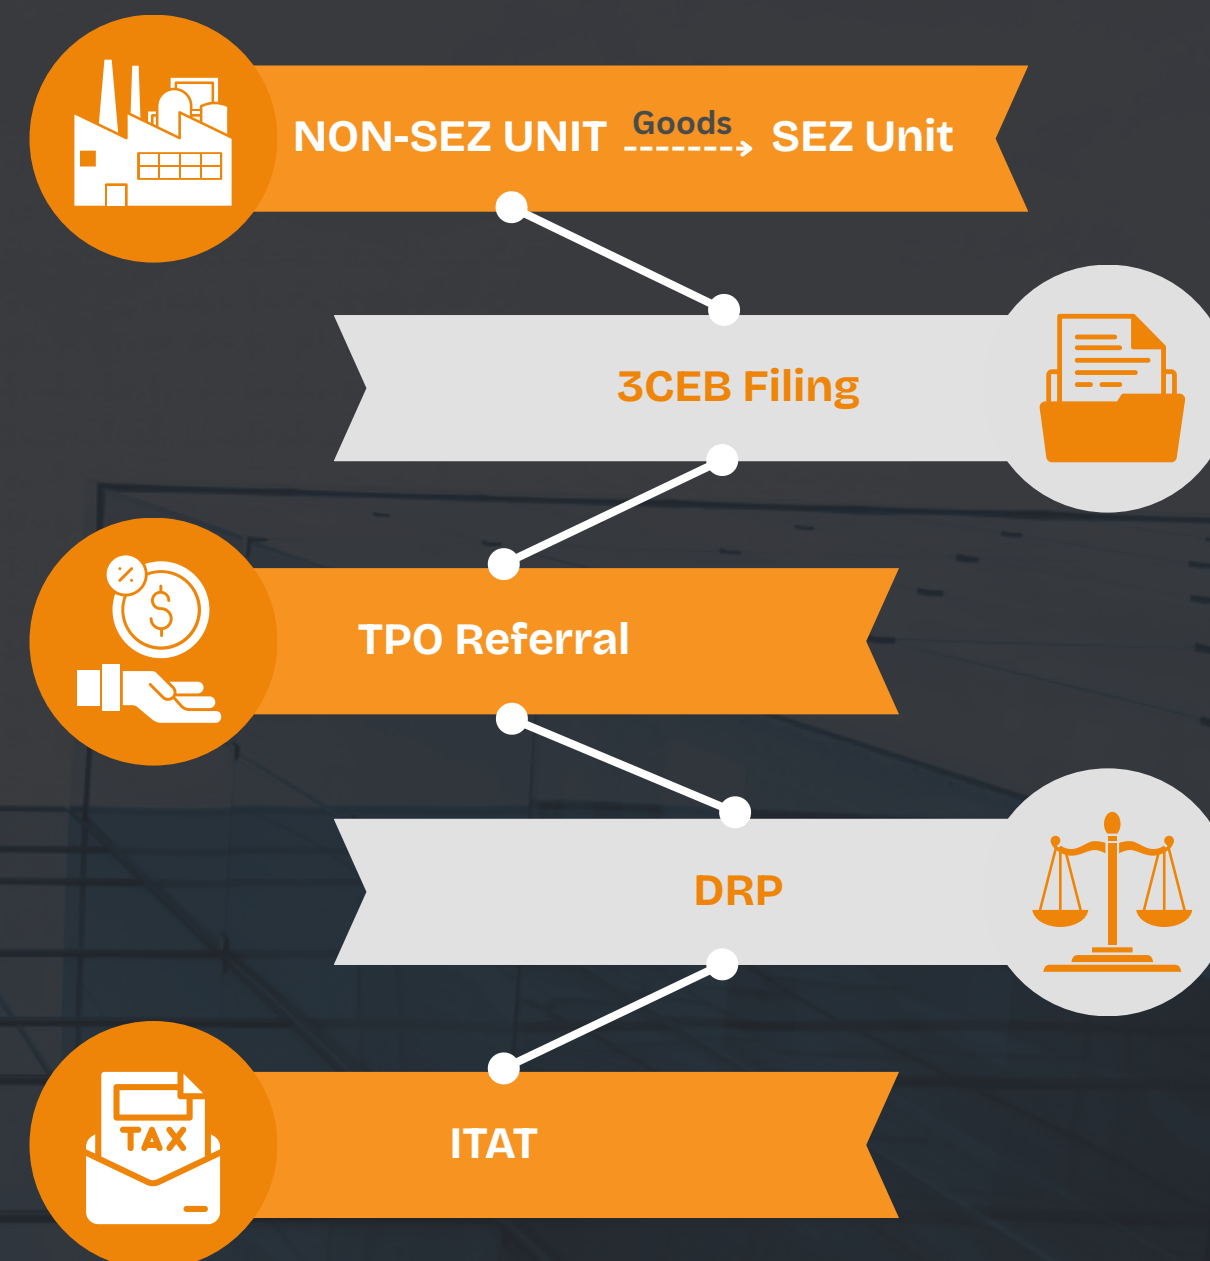 NON-SEZ UNIT Goods SEZ Unit
3CEB Filing
TPO Referral
DRP
ITAT
TAX